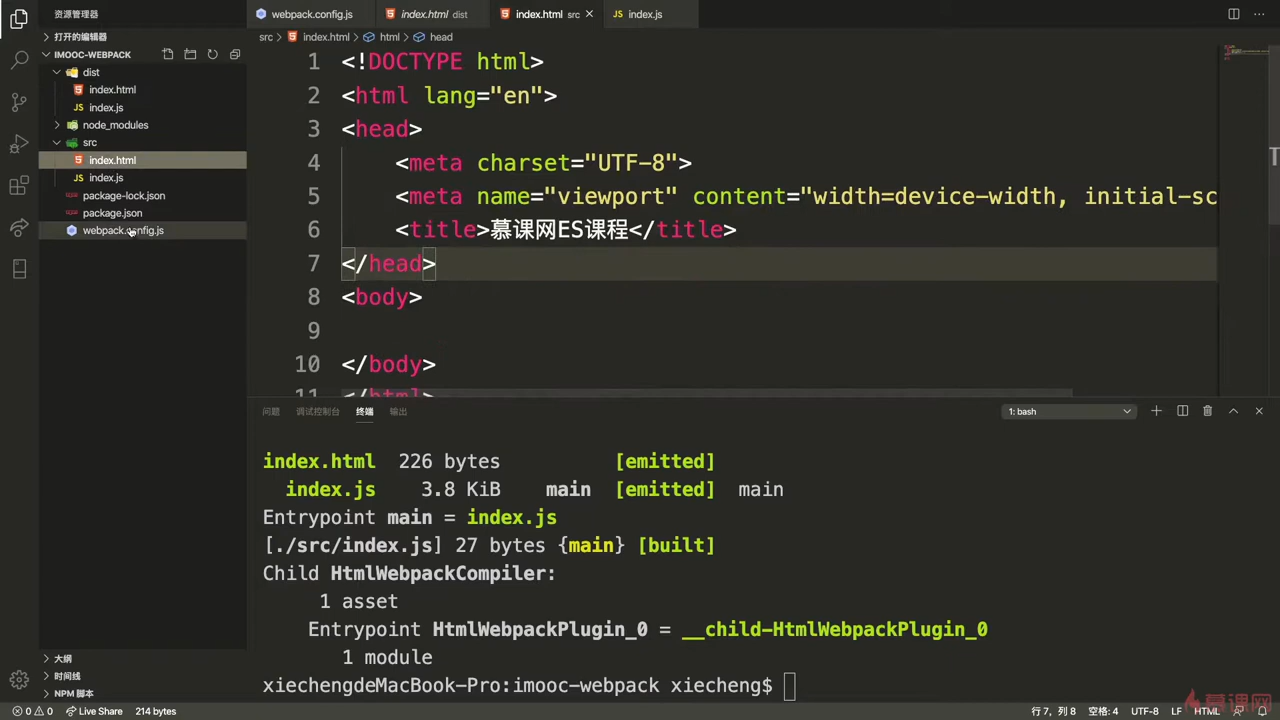 资源管理器
webpack.config.js
index.html dist
index.html src
index.js
打开的编辑器
src > index.html > html > head
IMOOC-WEBPACK
dist
index.html
index.js
node_modules
src
index.html
index.js
package-lock.json
package.json
webpack.config.js
1 <!DOCTYPE html>
2 <html lang="en">
3 <head>
4 <meta charset="UTF-8">
5 <meta name="viewport" content="width=device-width, initial-sc
6 <title>慕课网ES课程</title>
7 </head>
8 <body>
9
10 </body>
11 </html>
问题 调试控制台 终端 输出
1: bash
index.html 226 bytes [emitted]
index.js 3.8 KiB main [emitted] main
Entrypoint main = index.js
[./src/index.js] 27 bytes {main} [built]
Child HtmlWebpackCompiler:
1 asset
Entrypoint HtmlWebpackPlugin_0 = __child-HtmlWebpackPlugin_0
1 module
xiechengdeMacBook-Pro:imooc-webpack xiecheng$
大纲
时间线
NPM 脚本
0 0 Live Share 214 bytes
行 7, 列 8 空格: 4 UTF-8 LF HTML
慕课网